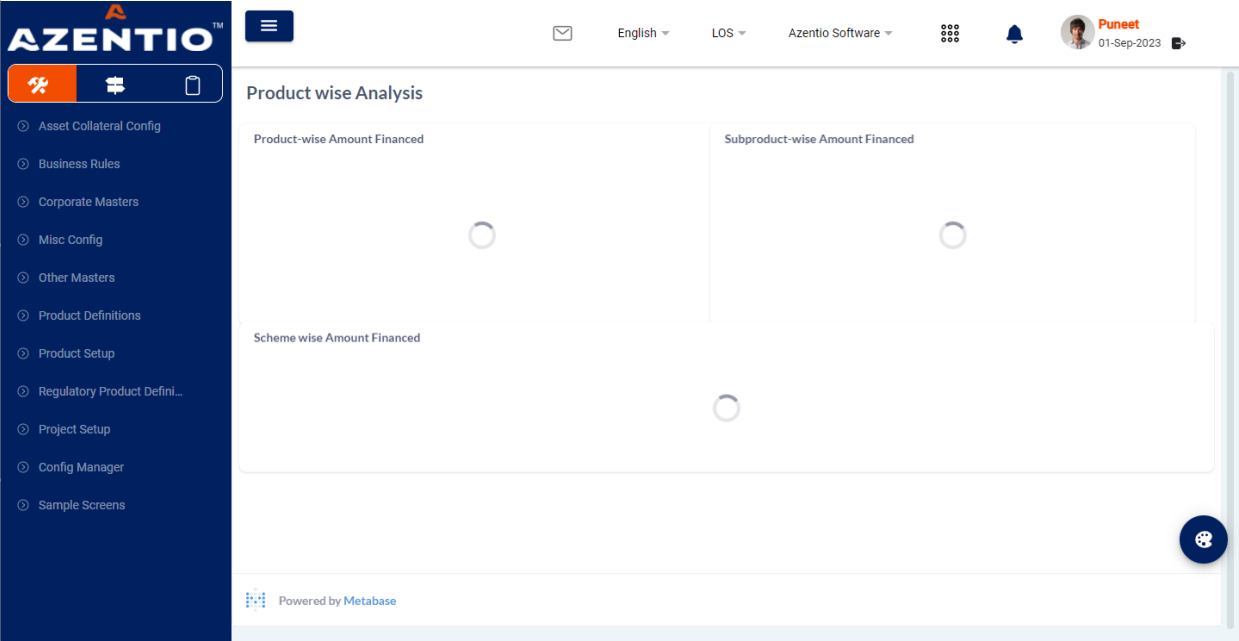 AZENTIO™
English
LOS
Azentio Software
Puneet
01-Sep-2023
Asset Collateral Config
Business Rules
Corporate Masters
Misc Config
Other Masters
Product Definitions
Product Setup
Regulatory Product Defini...
Project Setup
Config Manager
Sample Screens
Product wise Analysis
Product-wise Amount Financed
Subproduct-wise Amount Financed
Scheme wise Amount Financed
Powered by Metabase